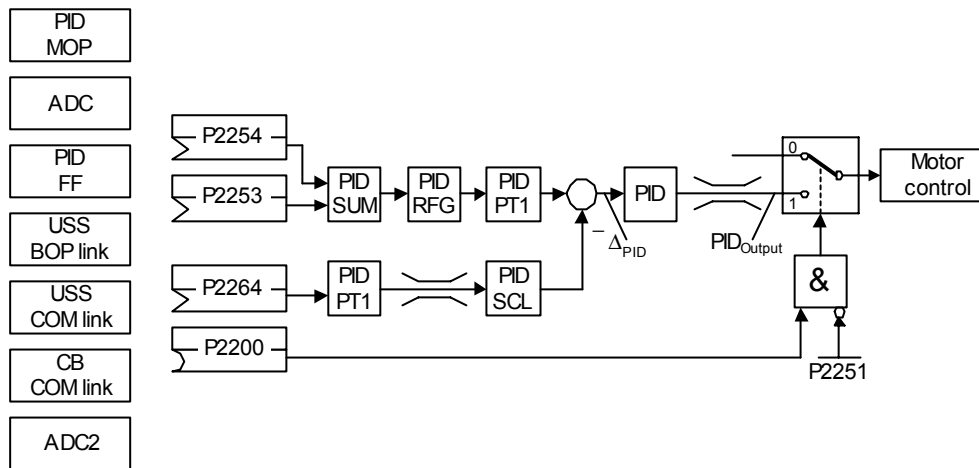 PID
MOP
ADC
PID
FF
USS
BOP link
USS
COM link
CB
COM link
ADC2
P2254
P2253
P2264
P2200
PID
SUM
PID
RFG
PID
PT1
PID
PT1
PID
SCL
−
ΔPID
PID
PIDOutput
0
1
Motor
control
&
P2251